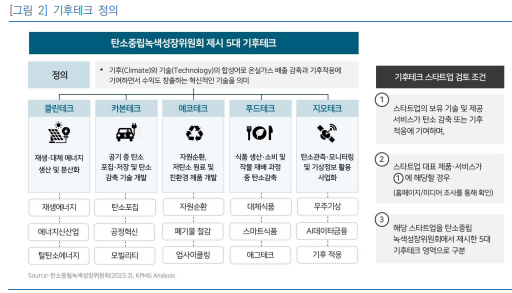 [그림 2] 기후테크 정의
탄소중립녹색성장위원회 제시 5대 기후테크
정의
• 기후(Climate)와 기술(Technology)의 합성어로 온실가스 배출 감축과 기후적응에
기여하면서 수익도 창출하는 혁신적인 기술을 의미
클린테크
카본테크
에코테크
푸드테크
지오테크
재생·대체 에너지
생산 및 분산화
공기 중 탄소
포집·저장 및 탄소
감축 기술 개발
자원순환,
저탄소 원료 및
친환경 제품 개발
식품 생산·소비 및
작물 재배 과정
중 탄소감축
탄소관측·모니터링
및 기상정보 활용
사업화
재생에너지
탄소포집
자원순환
대체식품
우주기상
에너지신산업
공정혁신
폐기물 절감
스마트식품
AI데이터금융
탈탄소에너지
모빌리티
업사이클링
애그테크
기후 적응
기후테크 스타트업 검토 조건
1
스타트업의 보유 기술 및 제공
서비스가 탄소 감축 또는 기후
적응에 기여하며,
2
스타트업 대표 제품·서비스가
①에 해당할 경우
(홈페이지/미디어 조사를 통해 확인)
3
해당 스타트업을 탄소중립
녹색성장위원회에서 제시한 5대
기후테크 영역으로 구분
Source: 탄소중립녹색성장위원회(2023.3), KPMG Analysis